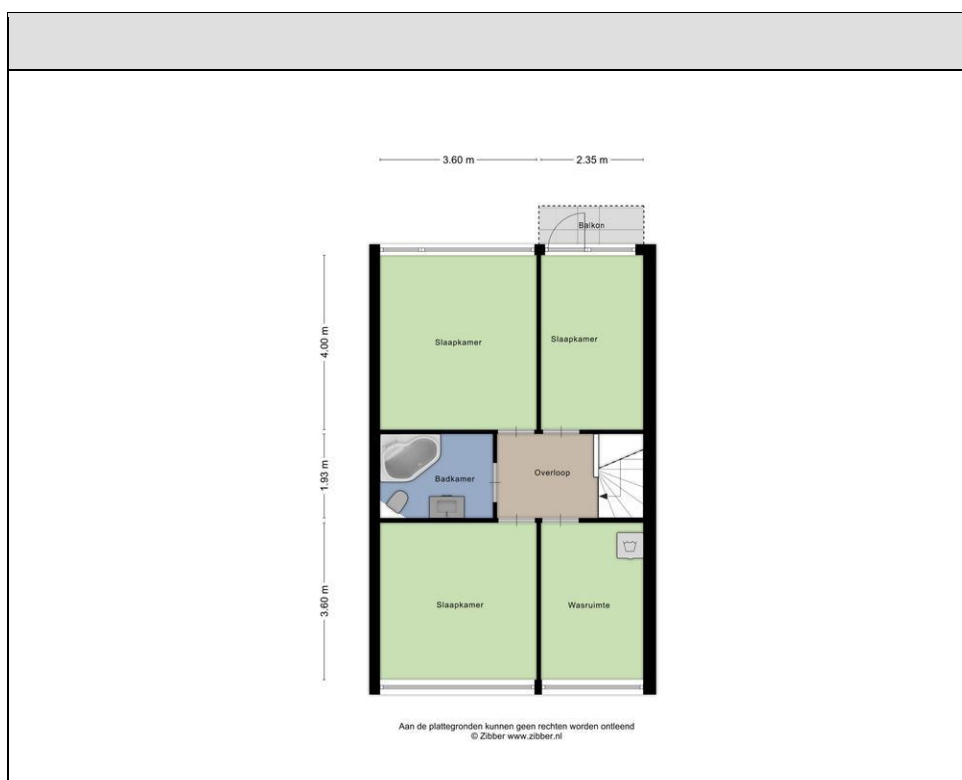 3.60 m 2.35 m
Balkon
4.00 m
Slaapkamer Slaapkamer
1.93 m
Badkamer Overloop
3.60 m
Slaapkamer Wasruimte
Aan de plattegronden kunnen geen rechten worden ontleend
© Zibber www.zibber.nl